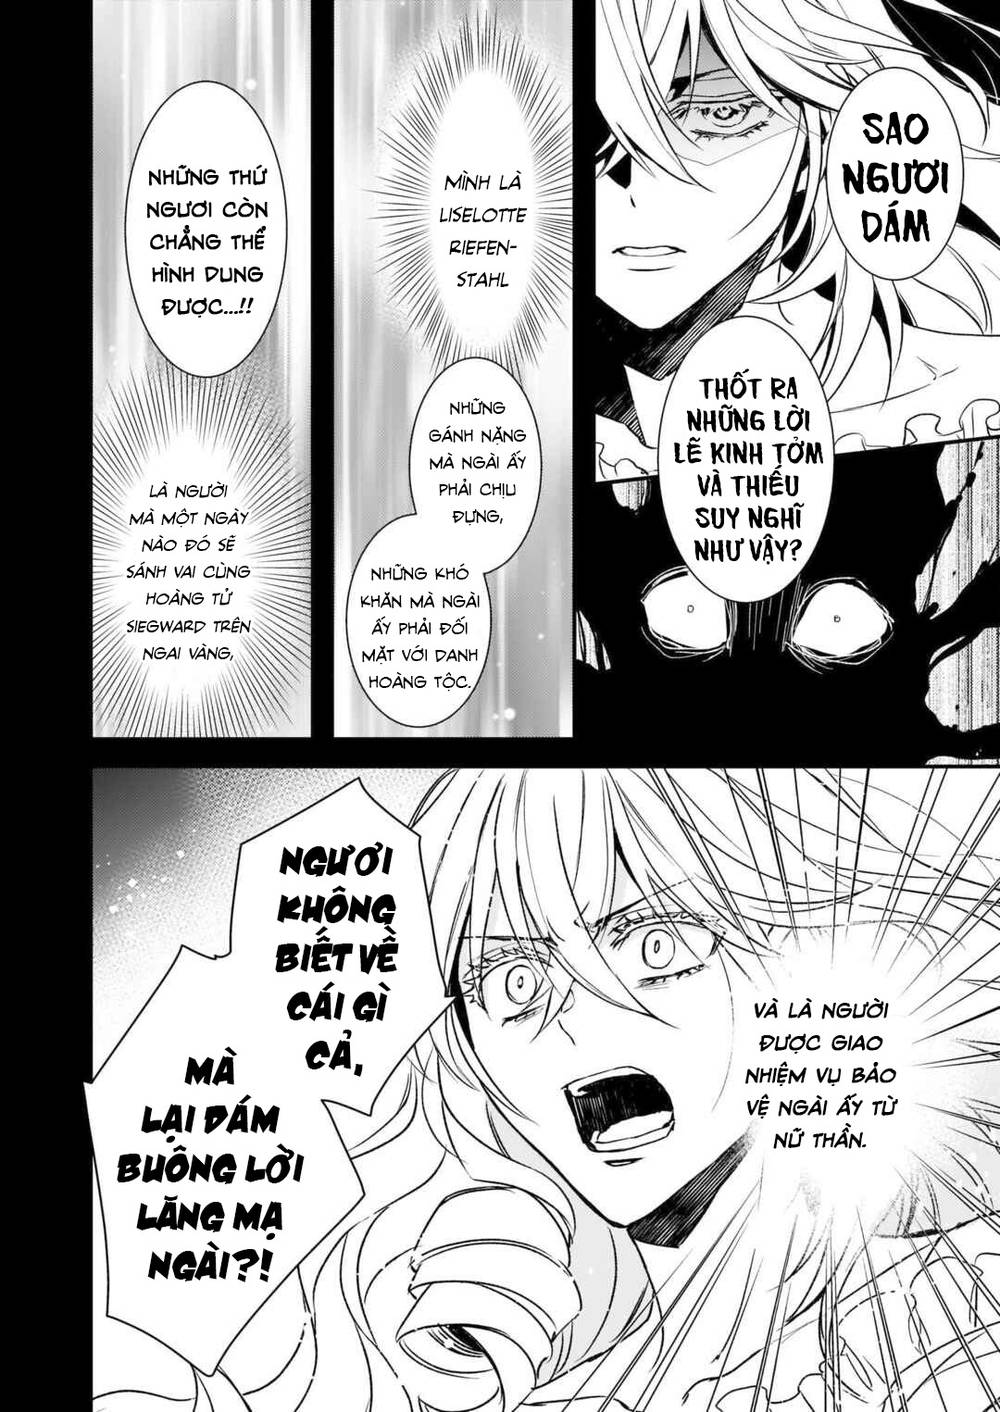 SAO
NGƯƠI
DÁM
THỐT RA
NHỮNG LỜI
LẼ KINH TỞM
VÀ THIẾU
SUY NGHĨ
NHƯ VẬY?
MÌNH LÀ
LISELOTTE
RIEFEN-
STAHL
NHỮNG
GÁNH NẶNG
MÀ NGÀI ẤY
PHẢI CHỊU
ĐỰNG,
NHỮNG KHÓ
KHĂN MÀ NGÀI
ẤY PHẢI ĐỐI
MẶT VỚI DANH
HOÀNG TỘC.
NHỮNG THỨ
NGƯƠI CÒN
CHẲNG THỂ
HÌNH DUNG
ĐƯỢC...!!
LÀ NGƯỜI
MÀ MỘT NGÀY
NÀO ĐÓ SẼ
SÁNH VAI CÙNG
HOÀNG TỬ
SIEGWARD TRÊN
NGAI VÀNG,
VÀ LÀ NGƯỜI
ĐƯỢC GIAO
NHIỆM VỤ BẢO
VỆ NGÀI ẤY TỪ
NỮ THẦN.
NGƯƠI
KHÔNG
BIẾT VỀ
CÁI GÌ
CẢ,
MÀ
LẠI DÁM
BUÔNG LỜI
LĂNG MẠ
NGÀI?!